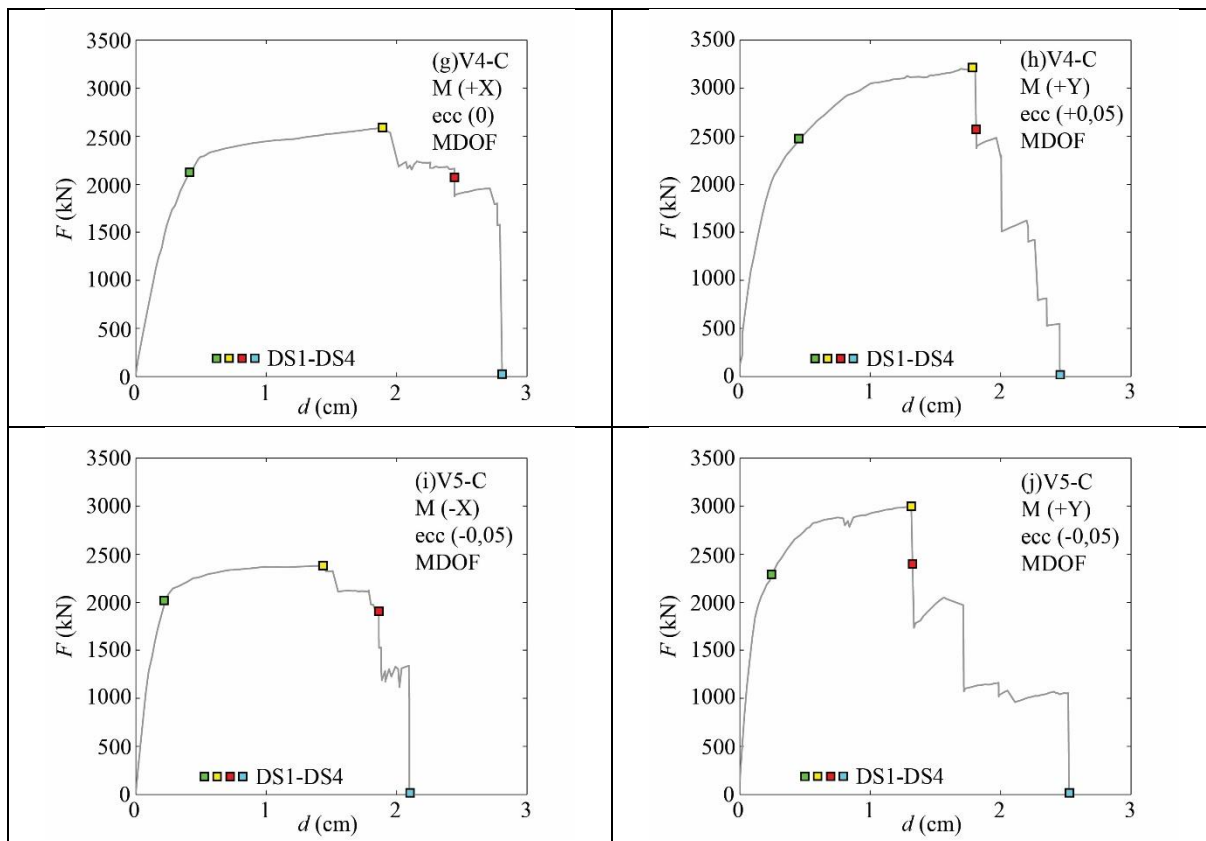 3500
3000
2500
2000
1500
1000
500
0
F (kN)
(g)V4-C
M (+X)
ecc (0)
MDOF
DS1-DS4
0
1
2
3
d (cm)
3500
3000
2500
2000
1500
1000
500
0
F (kN)
(h)V4-C
M (+Y)
ecc (+0,05)
MDOF
DS1-DS4
0
1
2
3
d (cm)
3500
3000
2500
2000
1500
1000
500
0
F (kN)
(i)V5-C
M (-X)
ecc (-0,05)
MDOF
DS1-DS4
0
1
2
3
d (cm)
3500
3000
2500
2000
1500
1000
500
0
F (kN)
(j)V5-C
M (+Y)
ecc (-0,05)
MDOF
DS1-DS4
0
1
2
3
d (cm)